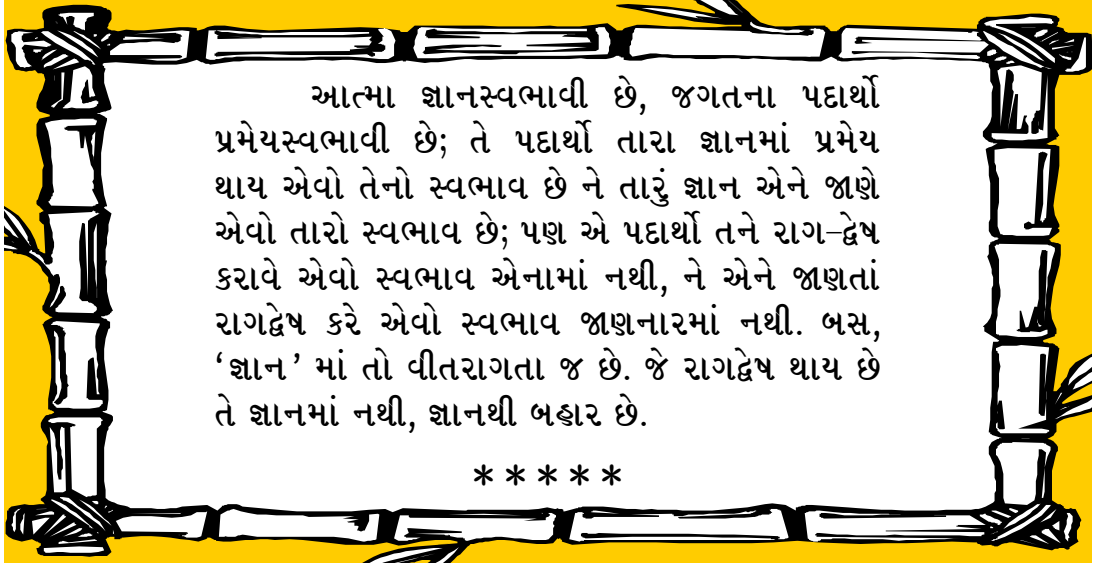 આત્મા જ્ઞાનસ્વભાવી છે, જગતના પદાર્થો
પ્રમેયસ્વભાવી છે; તે પદાર્થો તારા જ્ઞાનમાં પ્રમેય
થાય એવો તેનો સ્વભાવ છે ને તારું જ્ઞાન એને જાણે
એવો તારો સ્વભાવ છે; પણ એ પદાર્થો તને રાગ–દ્વેષ
કરાવે એવો સ્વભાવ એનામાં નથી, ને એને જાણતાં
રાગદ્વેષ કરે એવો સ્વભાવ જાણનારમાં નથી. બસ,
‘જ્ઞાન’ માં તો વીતરાગતા જ છે. જે રાગદ્વેષ થાય છે
તે જ્ઞાનમાં નથી, જ્ઞાનથી બહાર છે.
*****